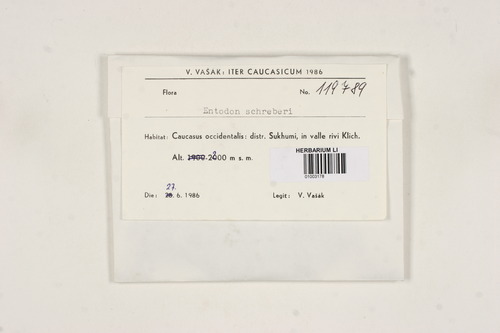 V. VAŠÁK: ITER CAUCASICUM 1986
Flora No. 119789
Entodon schreberi
Habitat: Caucasus occidentalis: distr. Sukhumi, in valle rivi Klich.
Alt. 1900-2000 m s. m.
HERBARIUM LI
01003178
Die: 27. 6. 1986 Legit: V. Vašák